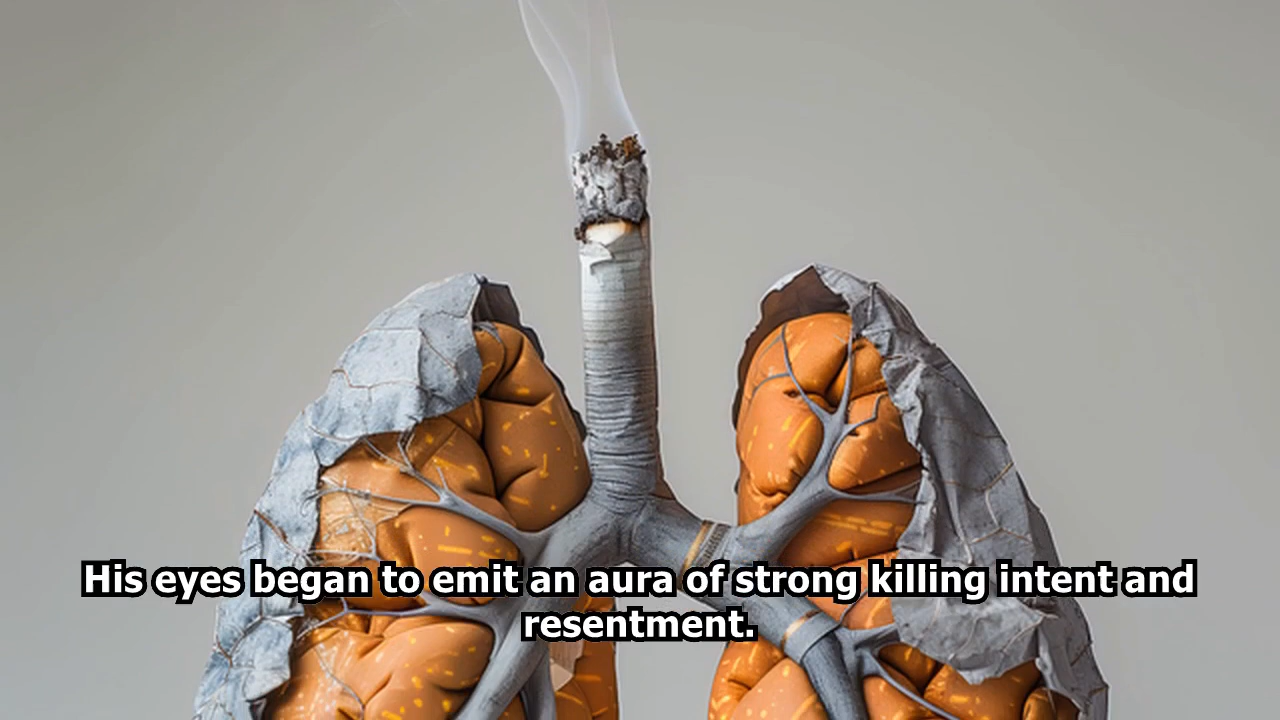 His eyes began to emit an aura of strong killing intent and
resentment.